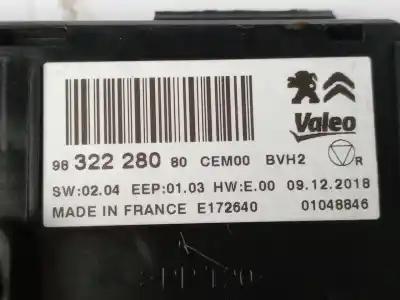 Valeo
98 322 280 80 CEM00 BVH2 R
SW:02.04 EEP:01.03 HW:E.00 09.12.2018
MADE IN FRANCE E172640 01048846